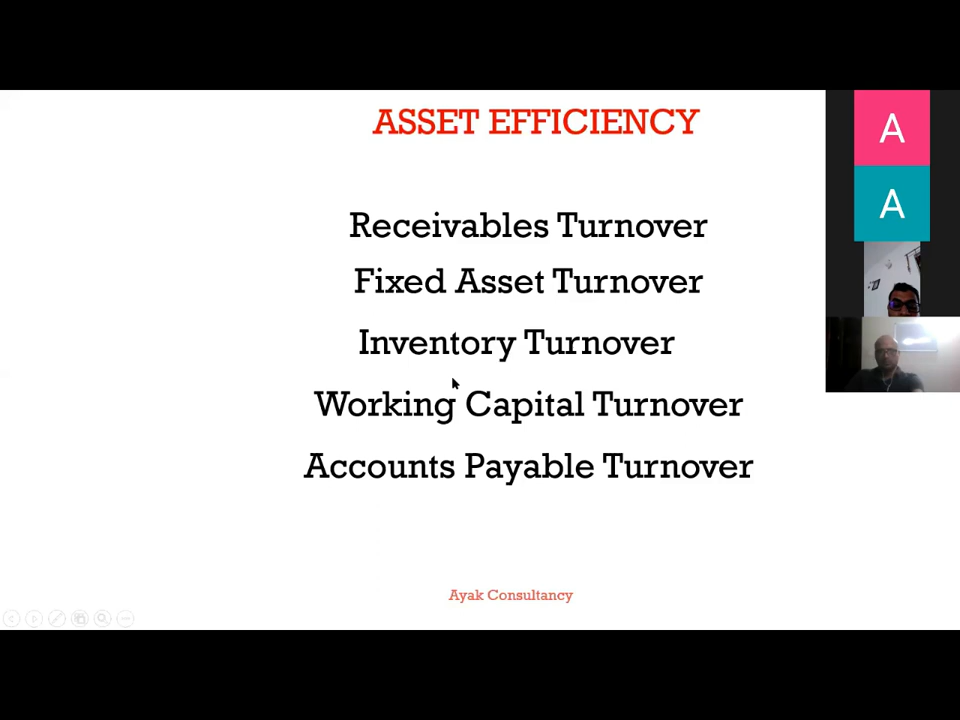 ASSET EFFICIENCY
A
A
Receivables Turnover
Fixed Asset Turnover
Inventory Turnover
Working Capital Turnover
Accounts Payable Turnover
Ayak Consultancy